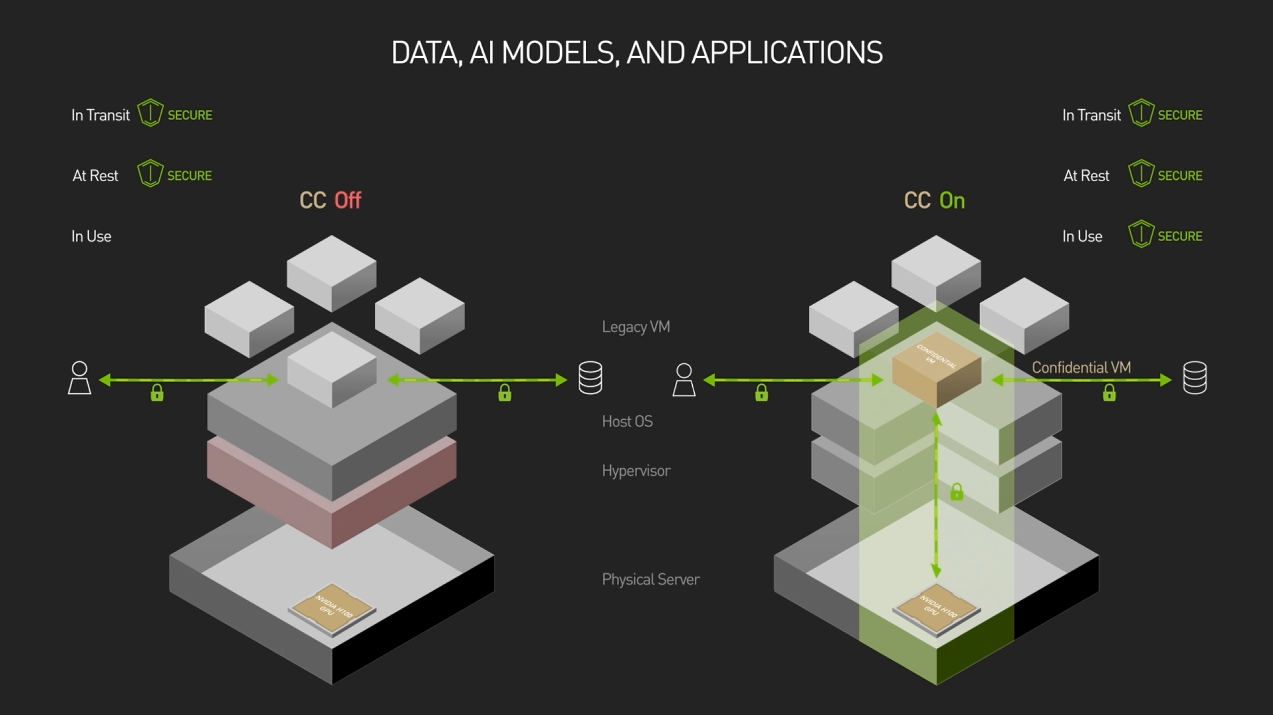 DATA, AI MODELS, AND APPLICATIONS
In Transit SECURE
At Rest SECURE
In Use
CC Off
NVIDIA H100
GPU
Legacy VM
Host OS
Hypervisor
Physical Server
In Transit SECURE
At Rest SECURE
In Use SECURE
CC On
CONFIDENTIAL
VM
Confidential VM
NVIDIA H100
GPU